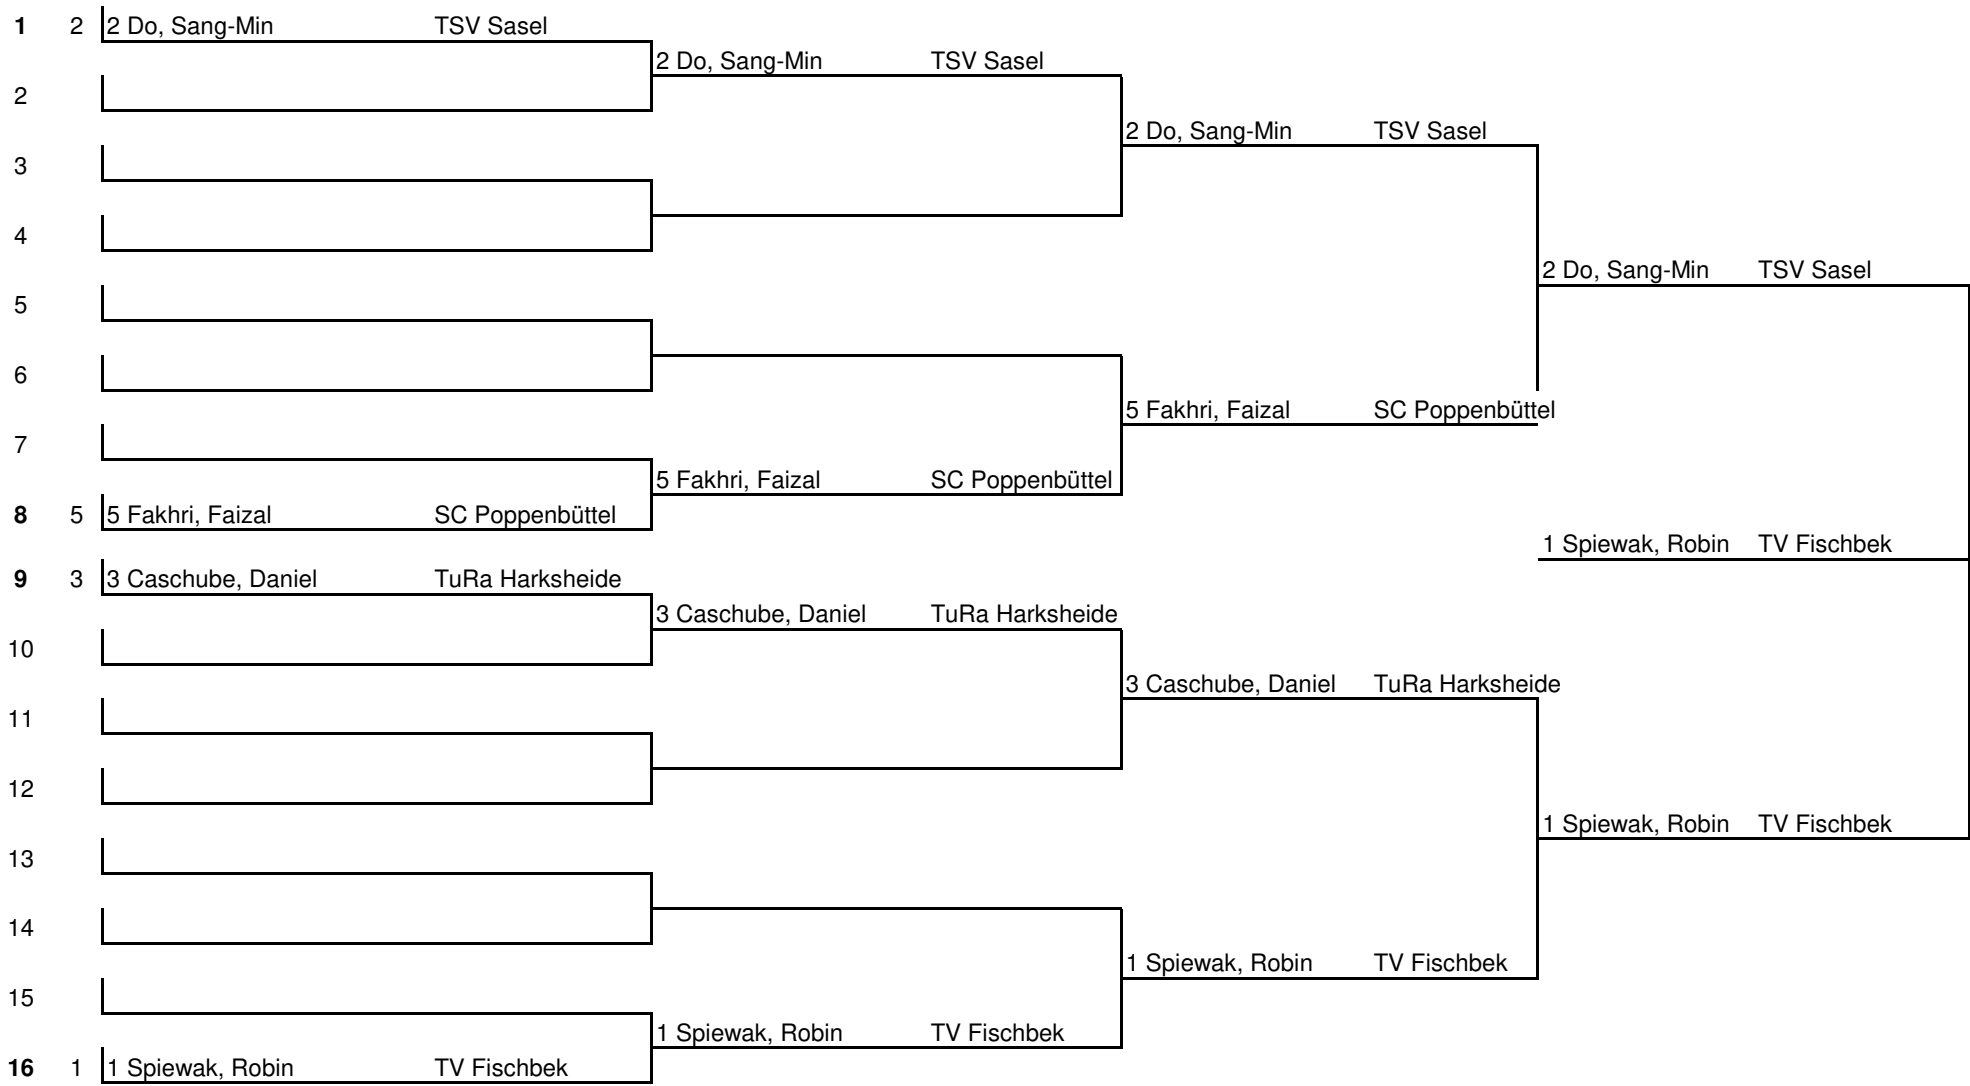 1 2 2 Do, Sang-Min TSV Sasel
2 Do, Sang-Min TSV Sasel
2
2 Do, Sang-Min TSV Sasel
3
4
2 Do, Sang-Min TSV Sasel
5
6
5 Fakhri, Faizal SC Poppenbüttel
7
5 Fakhri, Faizal SC Poppenbüttel
8 5 5 Fakhri, Faizal SC Poppenbüttel
1 Spiewak, Robin TV Fischbek
9 3 3 Caschube, Daniel TuRa Harksheide
3 Caschube, Daniel TuRa Harksheide
10
3 Caschube, Daniel TuRa Harksheide
11
12
1 Spiewak, Robin TV Fischbek
13
14
1 Spiewak, Robin TV Fischbek
15
1 Spiewak, Robin TV Fischbek
16 1 1 Spiewak, Robin TV Fischbek